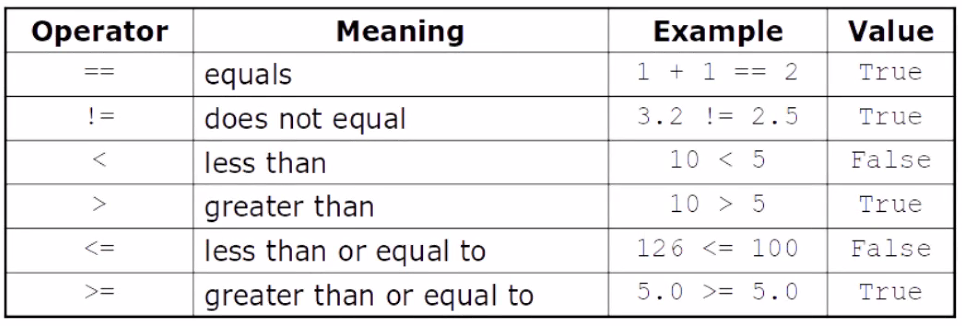 Operator Meaning Example Value
== equals 1 + 1 == 2 True
!= does not equal 3.2 != 2.5 True
< less than 10 < 5 False
> greater than 10 > 5 True
<= less than or equal to 126 <= 100 False
>= greater than or equal to 5.0 >= 5.0 True